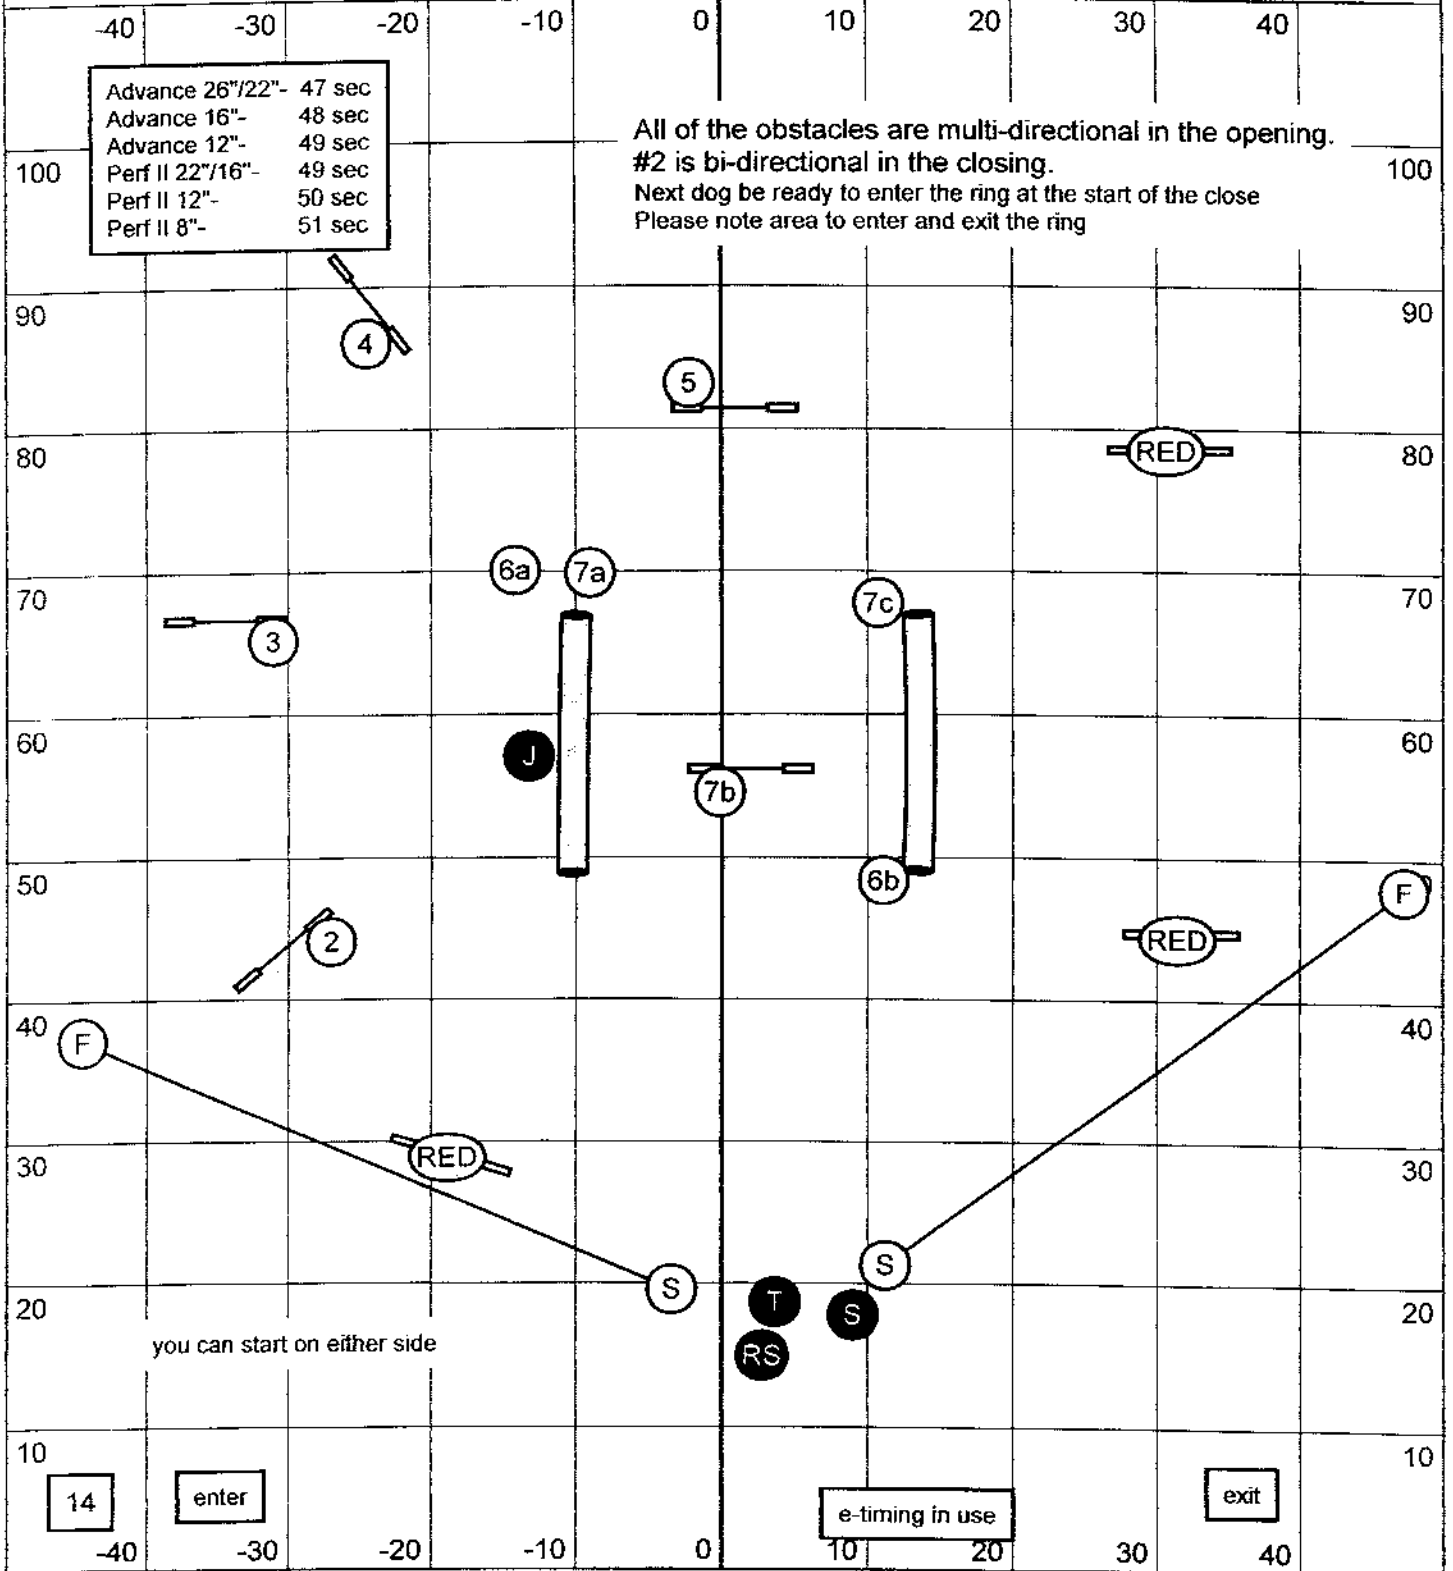 -40 -30 -20 -10 0 10 20 30 40
Advance 26"/22"- 47 sec
Advance 16"- 48 sec
Advance 12"- 49 sec
Perf II 22"/16"- 49 sec
Perf II 12"- 50 sec
Perf II 8"- 51 sec
All of the obstacles are multi-directional in the opening.
#2 is bi-directional in the closing.
Next dog be ready to enter the ring at the start of the close
Please note area to enter and exit the ring
100 100
90 90
4
5
80 RED 80
6a 7a
70 7c 70
3
60 J 60
7b
50 6b F
2 RED
40 F 40
30 RED 30
S S
20 T S 20
you can start on either side RS
10 10
14 enter e-timing in use exit
-40 -30 -20 -10 0 10 20 30 40